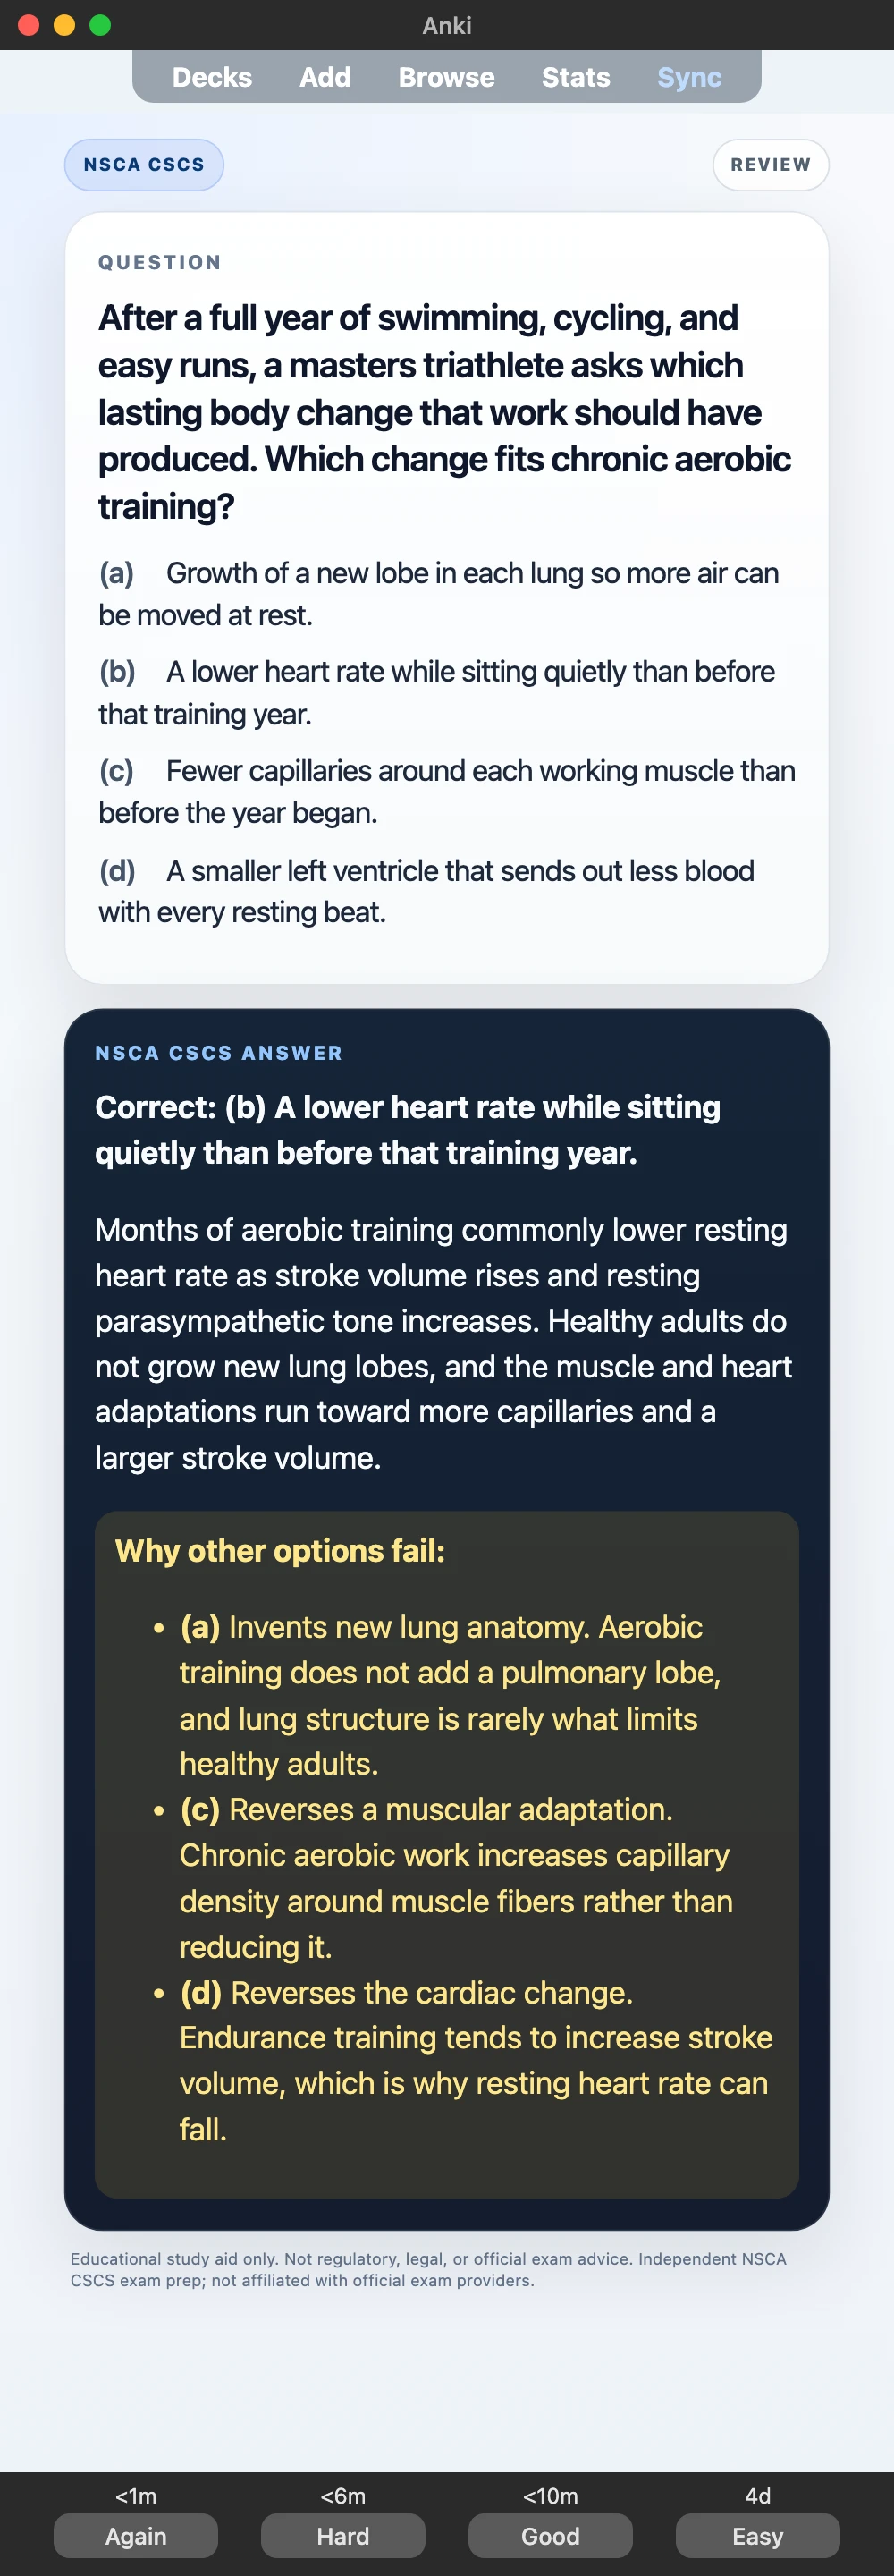 Anki
Decks Add Browse Stats Sync
NSCA CSCS
REVIEW
QUESTION
After a full year of swimming, cycling, and
easy runs, a masters triathlete asks which
lasting body change that work should have
produced. Which change fits chronic aerobic
training?
(a) Growth of a new lobe in each lung so more air can
be moved at rest.
(b) A lower heart rate while sitting quietly than before
that training year.
(c) Fewer capillaries around each working muscle than
before the year began.
(d) A smaller left ventricle that sends out less blood
with every resting beat.
NSCA CSCS ANSWER
Correct: (b) A lower heart rate while sitting
quietly than before that training year.
Months of aerobic training commonly lower resting
heart rate as stroke volume rises and resting
parasympathetic tone increases. Healthy adults do
not grow new lung lobes, and the muscle and heart
adaptations run toward more capillaries and a
larger stroke volume.
Why other options fail:
• (a) Invents new lung anatomy. Aerobic
training does not add a pulmonary lobe,
and lung structure is rarely what limits
healthy adults.
• (c) Reverses a muscular adaptation.
Chronic aerobic work increases capillary
density around muscle fibers rather than
reducing it.
• (d) Reverses the cardiac change.
Endurance training tends to increase stroke
volume, which is why resting heart rate can
fall.
Educational study aid only. Not regulatory, legal, or official exam advice. Independent NSCA
CSCS exam prep; not affiliated with official exam providers.
<1m <6m <10m 4d
Again Hard Good Easy